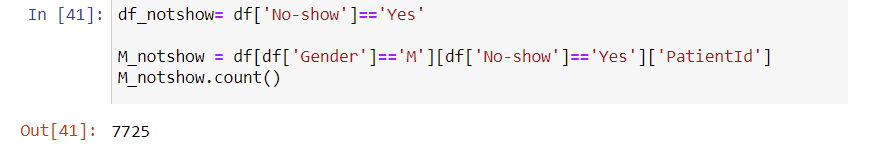 In [41]: df_notshow= df['No-show']=='Yes'
M_notshow = df[df['Gender']=='M'][df['No-show']=='Yes']['PatientId']
M_notshow.count()
Out[41]: 7725